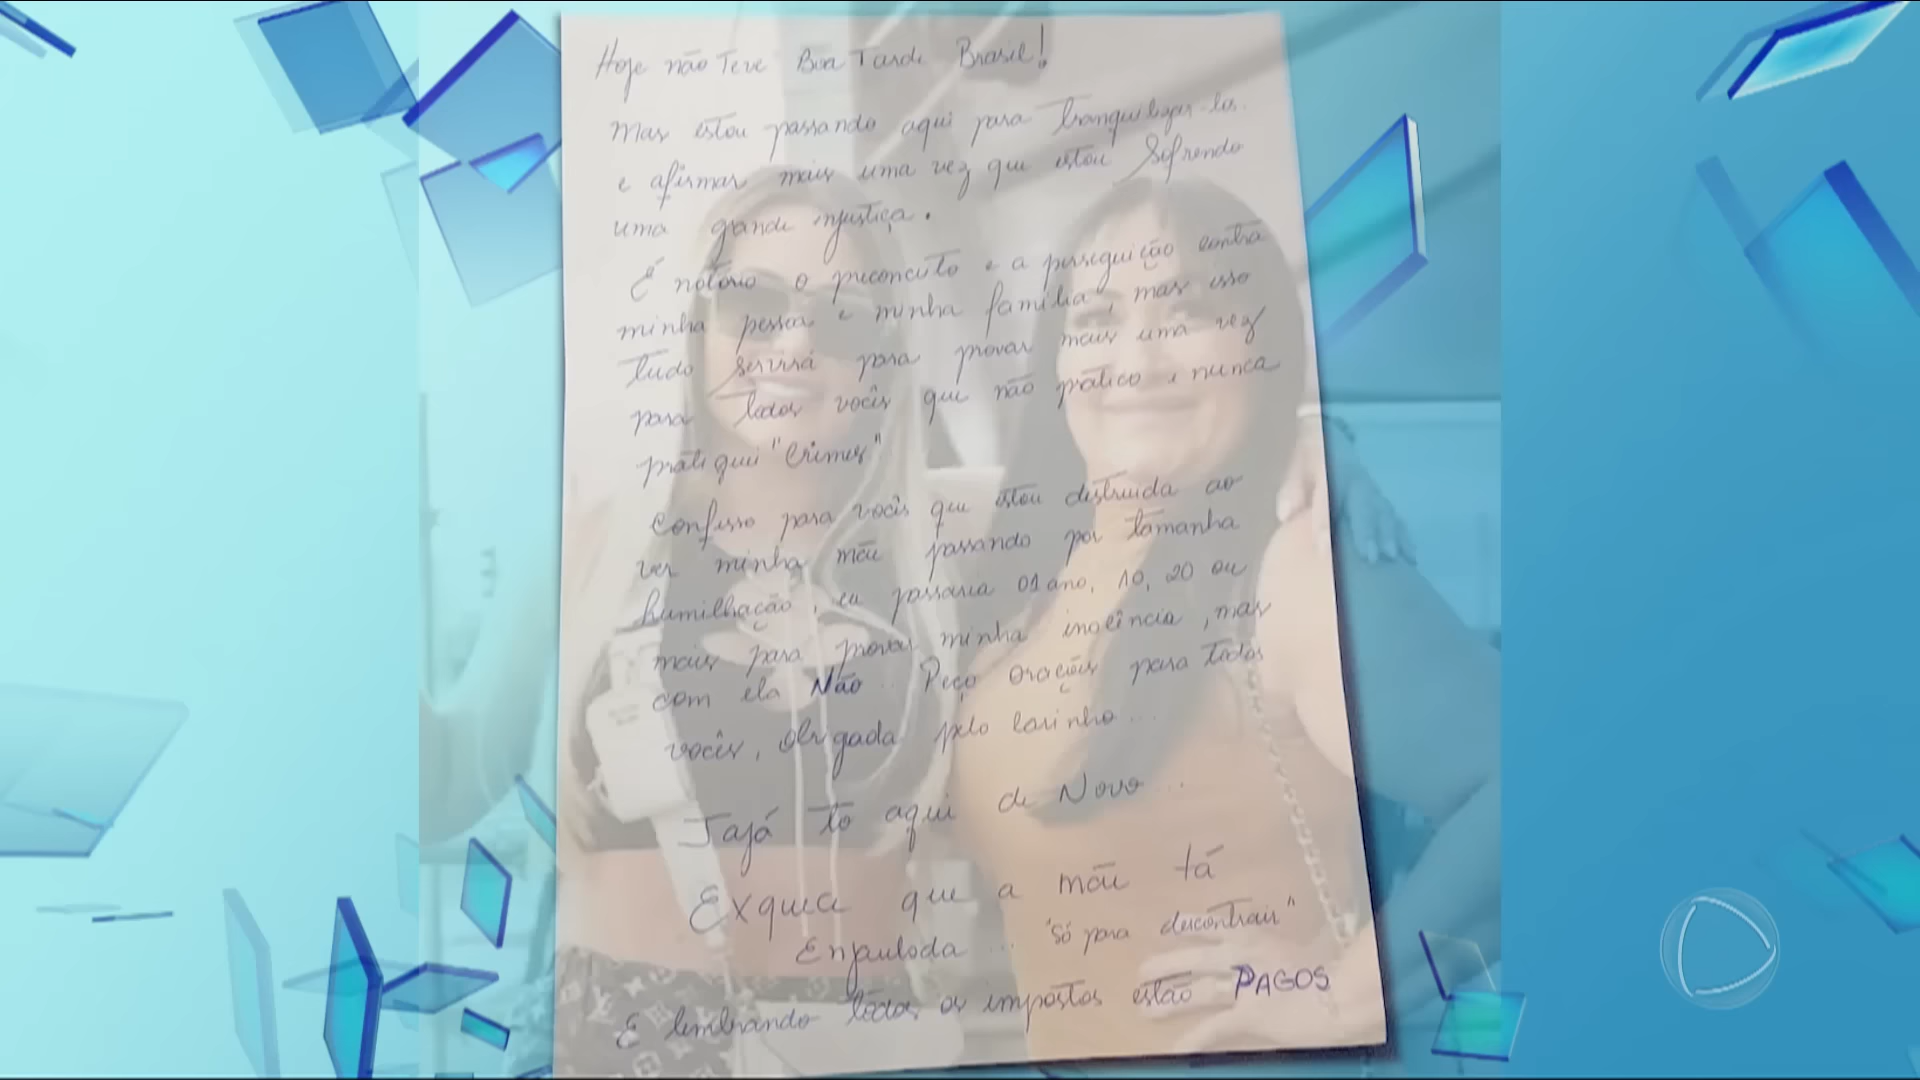 Hoje não Teve Boa Tarde Brasil!
Mas estou passando aqui para tranquilizar-los
e afirmar mais uma vez que estou Sofrendo
uma grande injustiça.
É notório o preconceito e a perseguição contra
minha pessoa e minha família, mas isso
tudo servirá para provar mais uma vez
para todos vocês que não pratico e nunca
pratiquei "Crimes"
Confesso para vocês que estou distruida ao
ver minha mãe passando por tamanha
humilhação, eu passaria 01 ano, 10, 20 ou
mais para provar minha inocência, mas
com ela Não... Peço orações para todos
vocês, obrigada pelo carinho...
Jajá to aqui de Novo...
Exquea que a mãe tá
Enjaulada... "só para descontrair"
E lembrando todos os impostos estão PAGOS